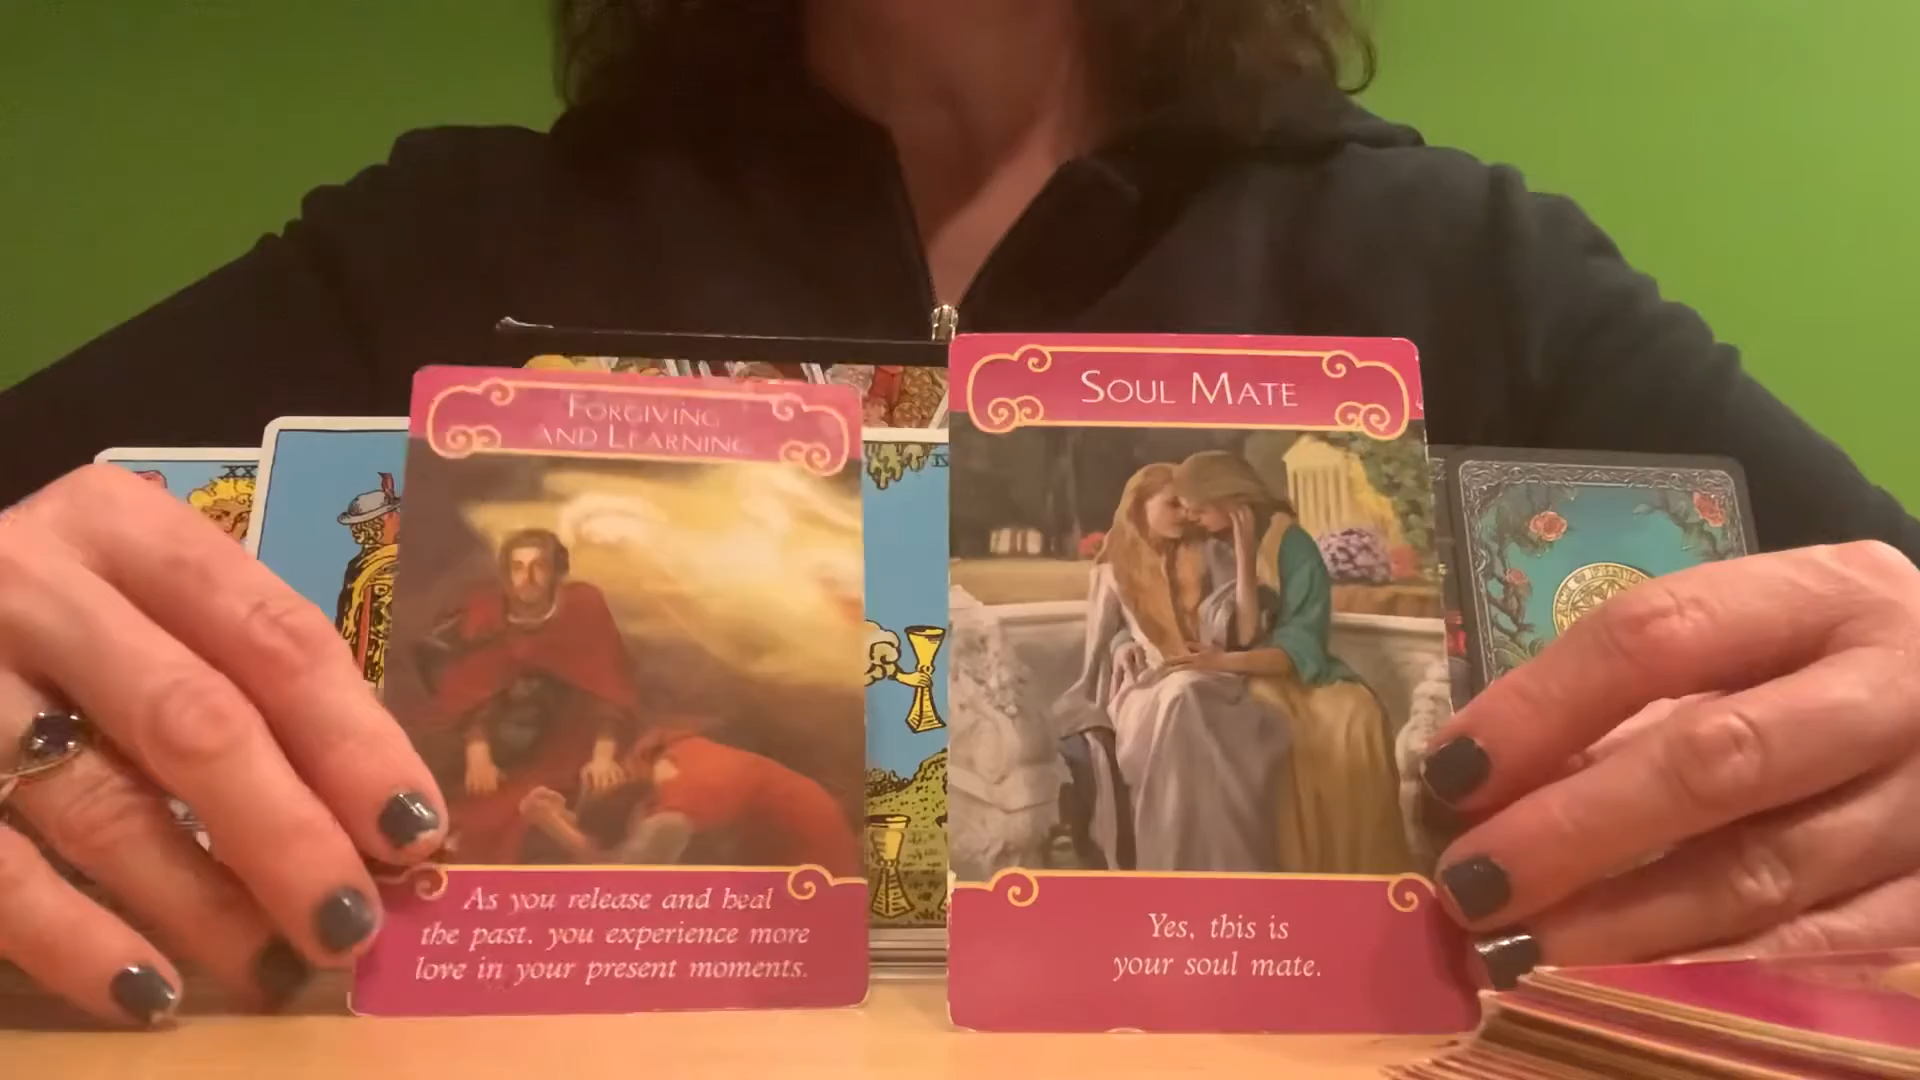 FORGIVING
AND LEARNING
As you release and heal
the past, you experience more
love in your present moments.
SOUL MATE
Yes, this is
your soul mate.
XX